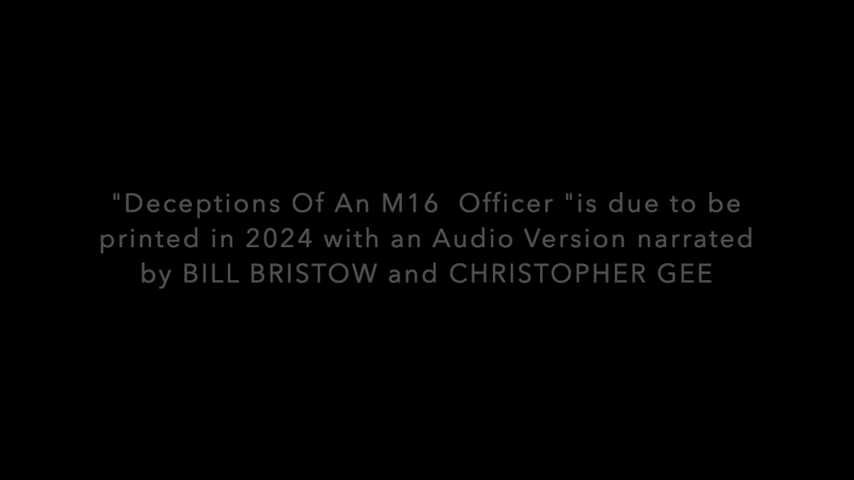 "Deceptions Of An M16  Officer "is due to be
printed in 2024 with an Audio Version narrated
by BILL BRISTOW and CHRISTOPHER GEE